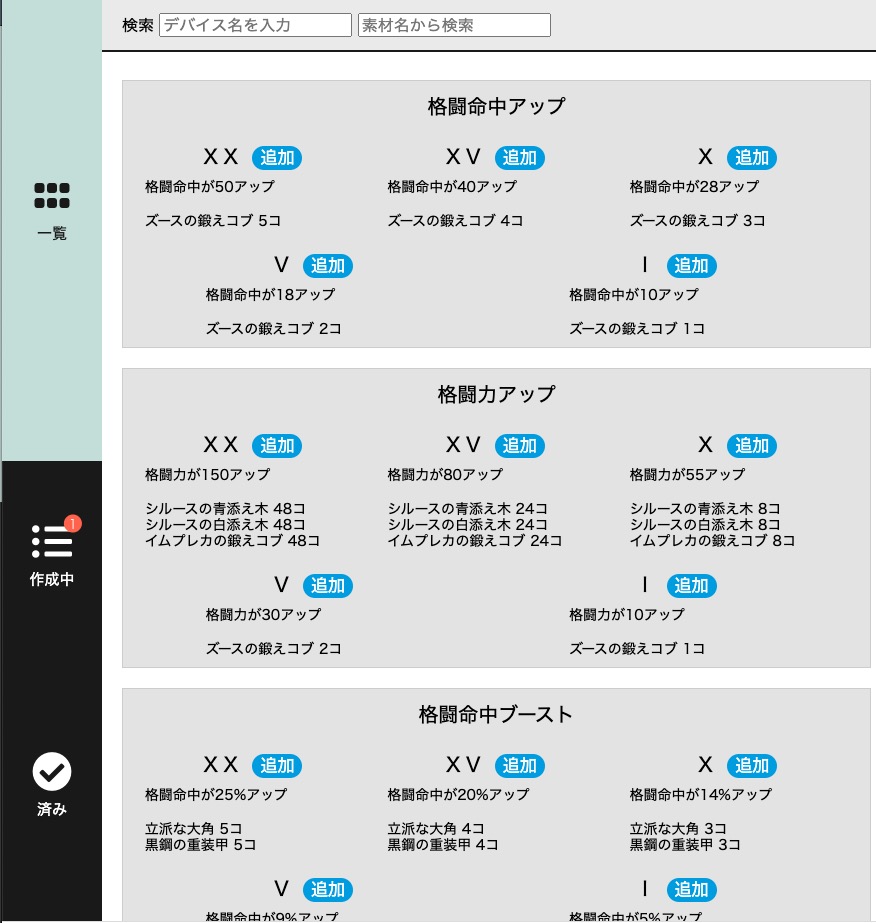 検索 デバイス名を入力 素材名から検索
一覧
1
作成中
済み
格闘命中アップ
X X 追加 X V 追加 X 追加
格闘命中が50アップ 格闘命中が40アップ 格闘命中が28アップ
ズースの鍛えコブ 5コ ズースの鍛えコブ 4コ ズースの鍛えコブ 3コ
V 追加 I 追加
格闘命中が18アップ 格闘命中が10アップ
ズースの鍛えコブ 2コ ズースの鍛えコブ 1コ
格闘力アップ
X X 追加 X V 追加 X 追加
格闘力が150アップ 格闘力が80アップ 格闘力が55アップ
シルースの青添え木 48コ シルースの青添え木 24コ シルースの青添え木 8コ
シルースの白添え木 48コ シルースの白添え木 24コ シルースの白添え木 8コ
イムプレカの鍛えコブ 48コ イムプレカの鍛えコブ 24コ イムプレカの鍛えコブ 8コ
V 追加 I 追加
格闘力が30アップ 格闘力が10アップ
ズースの鍛えコブ 2コ ズースの鍛えコブ 1コ
格闘命中ブースト
X X 追加 X V 追加 X 追加
格闘命中が25%アップ 格闘命中が20%アップ 格闘命中が14%アップ
立派な大角 5コ 立派な大角 4コ 立派な大角 3コ
黒鋼の重装甲 5コ 黒鋼の重装甲 4コ 黒鋼の重装甲 3コ
V 追加 I 追加
格闘命中が9%アップ 格闘命中が5%アップ